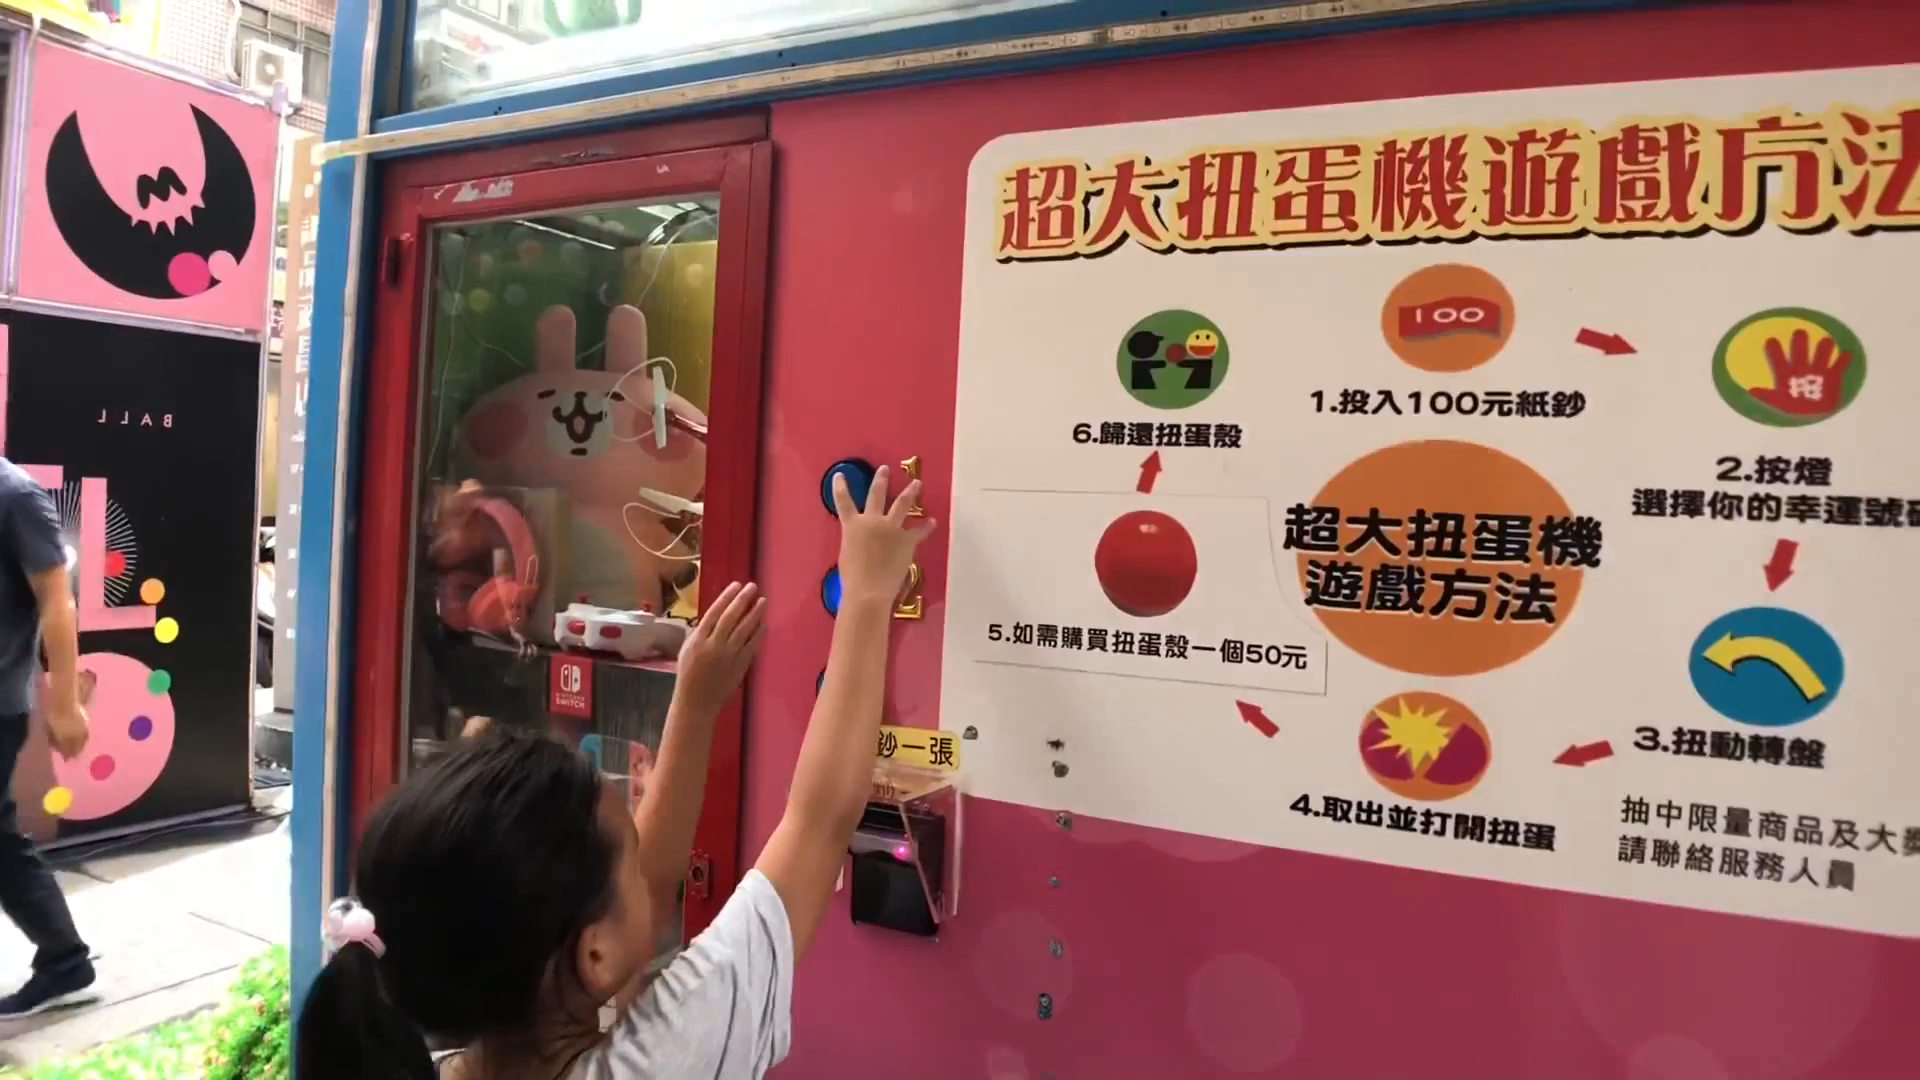 超大扭蛋機遊戲方法
100
1.投入100元紙鈔
按
2.按燈
選擇你的幸運號
3.扭動轉盤
4.取出並打開扭蛋
5.如需購買扭蛋殼一個50元
6.歸還扭蛋殼
超大扭蛋機
遊戲方法
抽中限量商品及大獎
請聯絡服務人員
1
2
鈔一張
NINTENDO
SWITCH
BALL